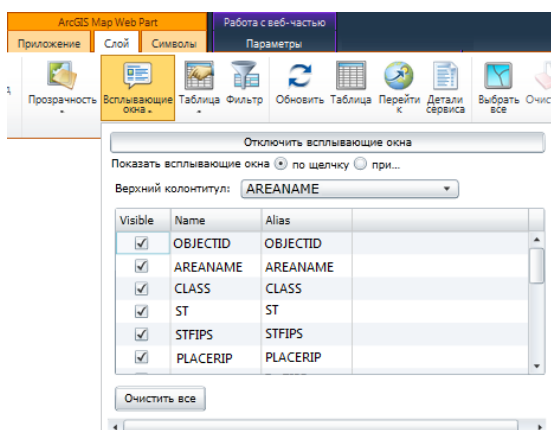 ArcGIS Map Web Part
Работа с веб-частью
Приложение Слой Символы Параметры
Прозрачность Всплывающие окна Таблица Фильтр Обновить Таблица Перейти к Детали сервиса Выбрать все Очис
Отключить всплывающие окна
Показать всплывающие окна по щелчку при...
Верхний колонтитул: AREANAME
Visible Name Alias
OBJECTID OBJECTID
AREANAME AREANAME
CLASS CLASS
ST ST
STFIPS STFIPS
PLACERIP PLACERIP
Очистить все